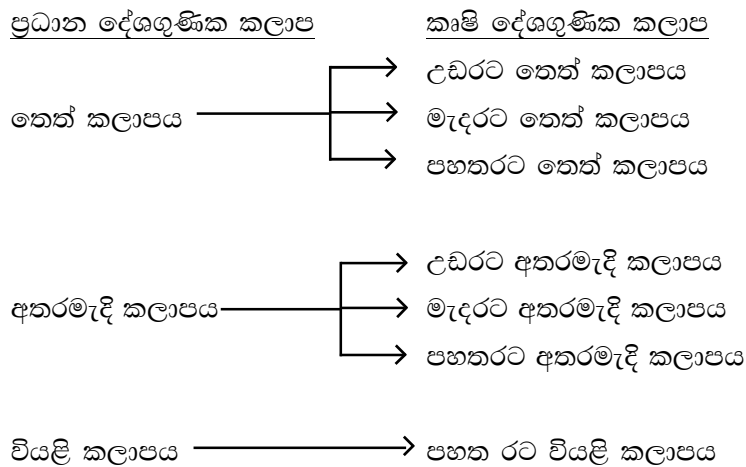 ප්‍රධාන දේශගුණික කලාප
කෘෂි දේශගුණික කලාප
තෙත් කලාපය
උඩරට තෙත් කලාපය
මැදරට තෙත් කලාපය
පහතරට තෙත් කලාපය
අතරමැදි කලාපය
උඩරට අතරමැදි කලාපය
මැදරට අතරමැදි කලාපය
පහතරට අතරමැදි කලාපය
වියළි කලාපය
පහත රට වියළි කලාපය